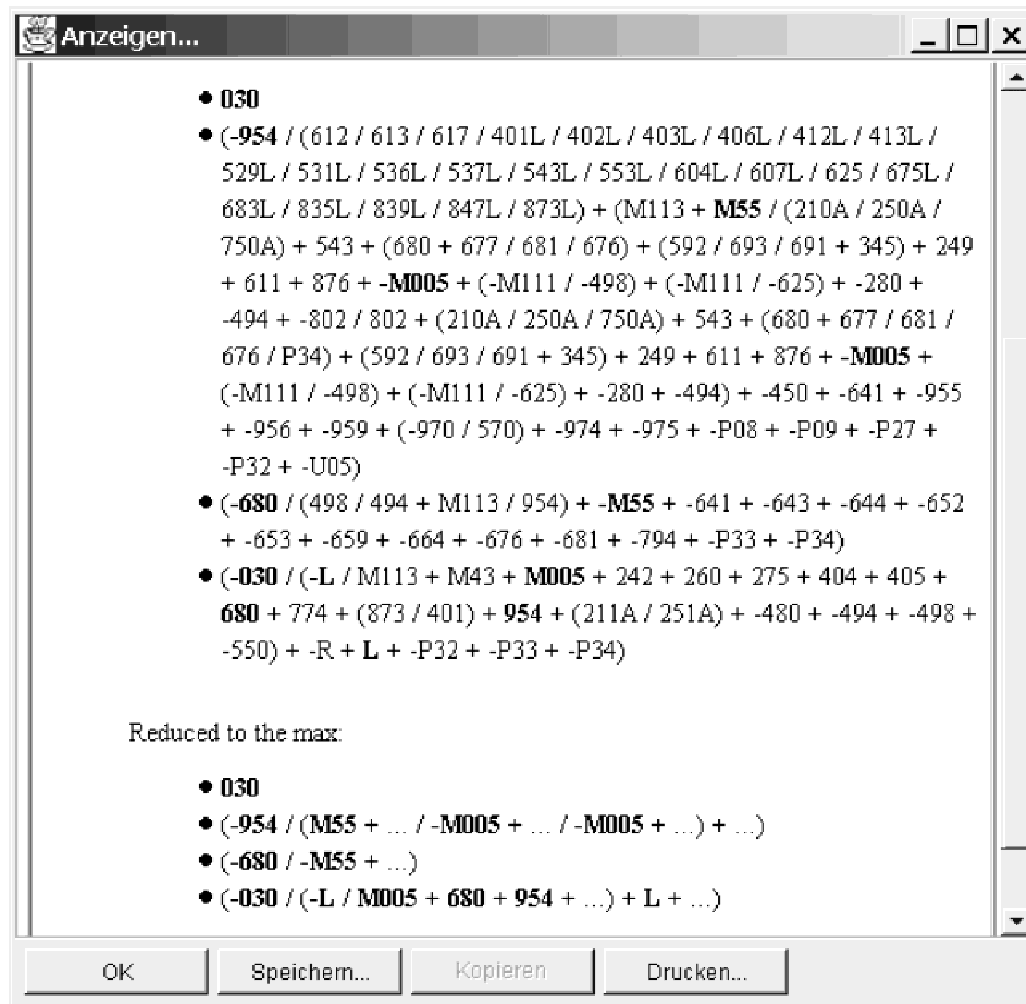 Anzeigen...
● 030
● (-954 / (612 / 613 / 617 / 401L / 402L / 403L / 406L / 412L / 413L /
529L / 531L / 536L / 537L / 543L / 553L / 604L / 607L / 625 / 675L /
683L / 835L / 839L / 847L / 873L) + (M113 + M55 / (210A / 250A /
750A) + 543 + (680 + 677 / 681 / 676) + (592 / 693 / 691 + 345) + 249
+ 611 + 876 + -M005 + (-M111 / -498) + (-M111 / -625) + -280 +
-494 + -802 / 802 + (210A / 250A / 750A) + 543 + (680 + 677 / 681 /
676 / P34) + (592 / 693 / 691 + 345) + 249 + 611 + 876 + -M005 +
(-M111 / -498) + (-M111 / -625) + -280 + -494) + -450 + -641 + -955
+ -956 + -959 + (-970 / 570) + -974 + -975 + -P08 + -P09 + -P27 +
-P32 + -U05)
● (-680 / (498 / 494 + M113 / 954) + -M55 + -641 + -643 + -644 + -652
+ -653 + -659 + -664 + -676 + -681 + -794 + -P33 + -P34)
● (-030 / (-L / M113 + M43 + M005 + 242 + 260 + 275 + 404 + 405 +
680 + 774 + (873 / 401) + 954 + (211A / 251A) + -480 + -494 + -498 +
-550) + -R + L + -P32 + -P33 + -P34)
Reduced to the max:
● 030
● (-954 / (M55 + ... / -M005 + ... / -M005 + ...) + ...)
● (-680 / -M55 + ...)
● (-030 / (-L / M005 + 680 + 954 + ...) + L + ...)
OK Speichern... Kopieren Drucken...